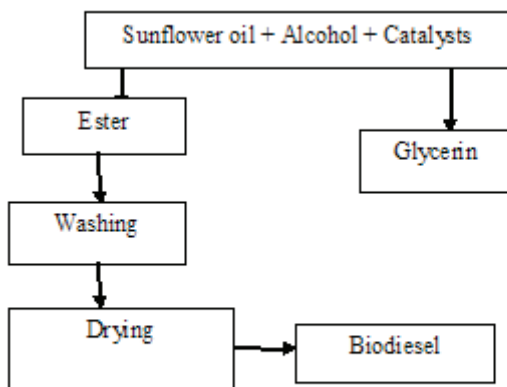 Sunflower oil + Alcohol + Catalysts
Ester
Glycerin
Washing
Drying
Biodiesel